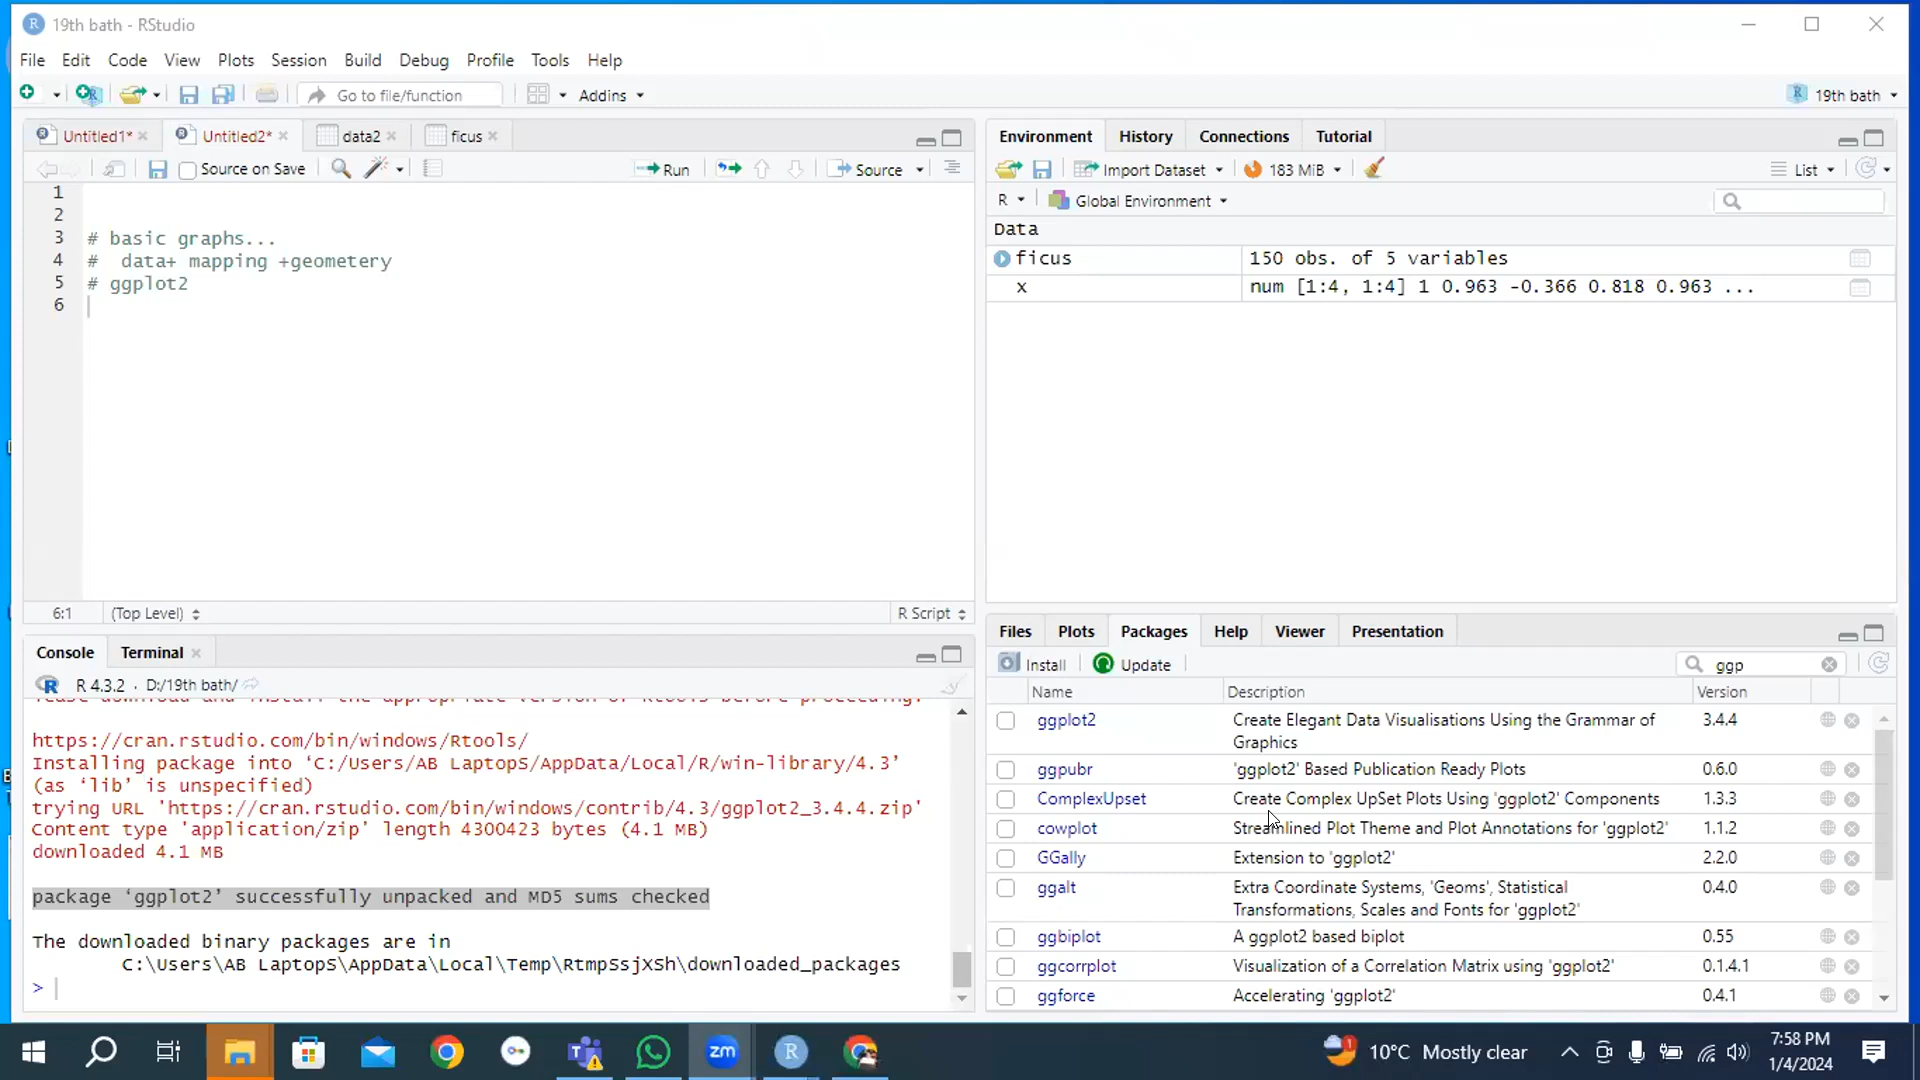 19th bath - RStudio
File Edit Code View Plots Session Build Debug Profile Tools Help
Go to file/function Addins 19th bath
Untitled1* Untitled2* data2 ficus
Source on Save Run Source
1
2
3 # basic graphs...
4 # data+ mapping +geometery
5 # ggplot2
6
6:1 (Top Level) R Script
Console Terminal
R 4.3.2 · D:/19th bath/
https://cran.rstudio.com/bin/windows/Rtools/
Installing package into ‘C:/Users/AB LaptopS/AppData/Local/R/win-library/4.3’
(as ‘lib’ is unspecified)
trying URL 'https://cran.rstudio.com/bin/windows/contrib/4.3/ggplot2_3.4.4.zip'
Content type 'application/zip' length 4300423 bytes (4.1 MB)
downloaded 4.1 MB
package ‘ggplot2’ successfully unpacked and MD5 sums checked
The downloaded binary packages are in
C:\Users\AB LaptopS\AppData\Local\Temp\RtmpSsjXSh\downloaded_packages
>
Environment History Connections Tutorial
Import Dataset 183 MiB List
R Global Environment
Data
ficus 150 obs. of 5 variables
x num [1:4, 1:4] 1 0.963 -0.366 0.818 0.963 ...
Files Plots Packages Help Viewer Presentation
Install Update ggp
Name Description Version
ggplot2 Create Elegant Data Visualisations Using the Grammar of 3.4.4
Graphics
ggpubr 'ggplot2' Based Publication Ready Plots 0.6.0
ComplexUpset Create Complex UpSet Plots Using 'ggplot2' Components 1.3.3
cowplot Streamlined Plot Theme and Plot Annotations for 'ggplot2' 1.1.2
GGally Extension to 'ggplot2' 2.2.0
ggalt Extra Coordinate Systems, 'Geoms', Statistical 0.4.0
Transformations, Scales and Fonts for 'ggplot2'
ggbiplot A ggplot2 based biplot 0.55
ggcorrplot Visualization of a Correlation Matrix using 'ggplot2' 0.1.4.1
ggforce Accelerating 'ggplot2' 0.4.1
zm
10°C Mostly clear
7:58 PM
1/4/2024